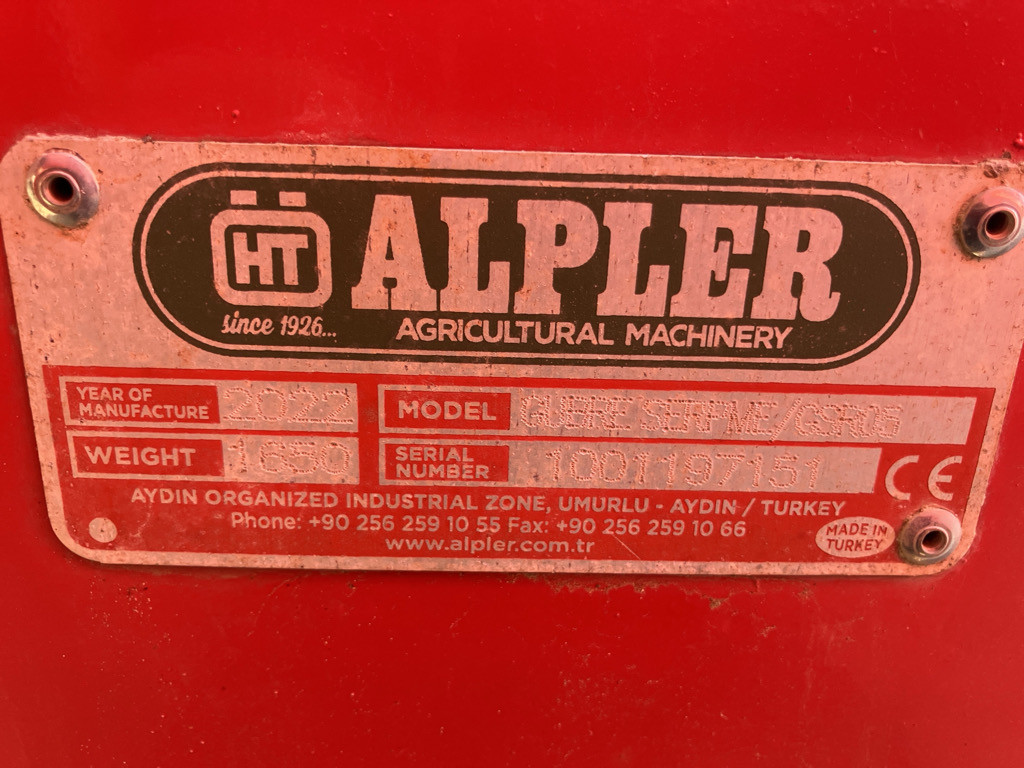 HT
ALPLER
since 1926...
AGRICULTURAL MACHINERY
YEAR OF
MANUFACTURE 2022
MODEL GUBRE SERPME/GSR05
WEIGHT 1650
SERIAL
NUMBER 1001197151
CE
AYDIN ORGANIZED INDUSTRIAL ZONE, UMURLU - AYDIN / TURKEY
Phone: +90 256 259 10 55 Fax: +90 256 259 10 66
www.alpler.com.tr
MADE IN
TURKEY